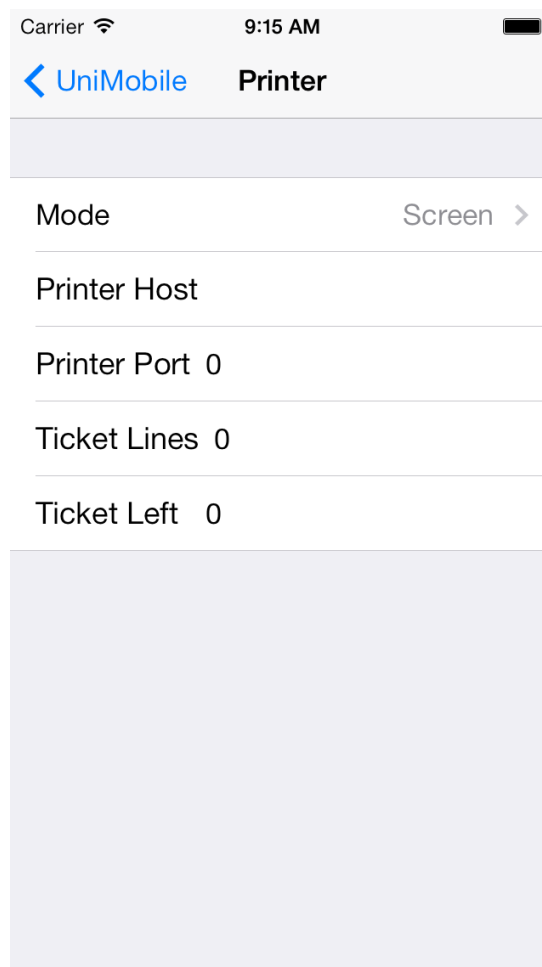 Carrier 9:15 AM
UniMobile Printer
Mode Screen
Printer Host
Printer Port 0
Ticket Lines 0
Ticket Left 0